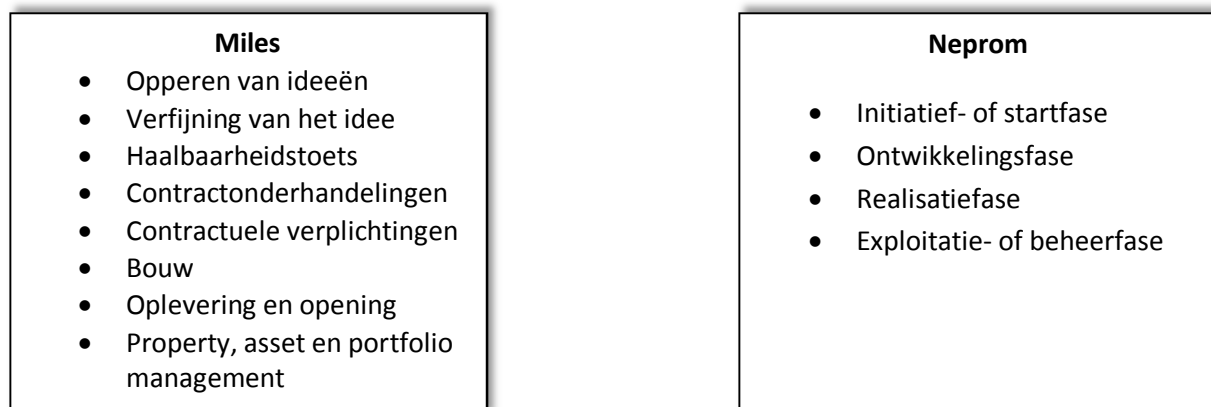 Miles
• Opperen van ideeën
• Verfijning van het idee
• Haalbaarheidstoets
• Contractonderhandelingen
• Contractuele verplichtingen
• Bouw
• Oplevering en opening
• Property, asset en portfolio
management
Neprom
• Initiatief- of startfase
• Ontwikkelingsfase
• Realisatiefase
• Exploitatie- of beheerfase